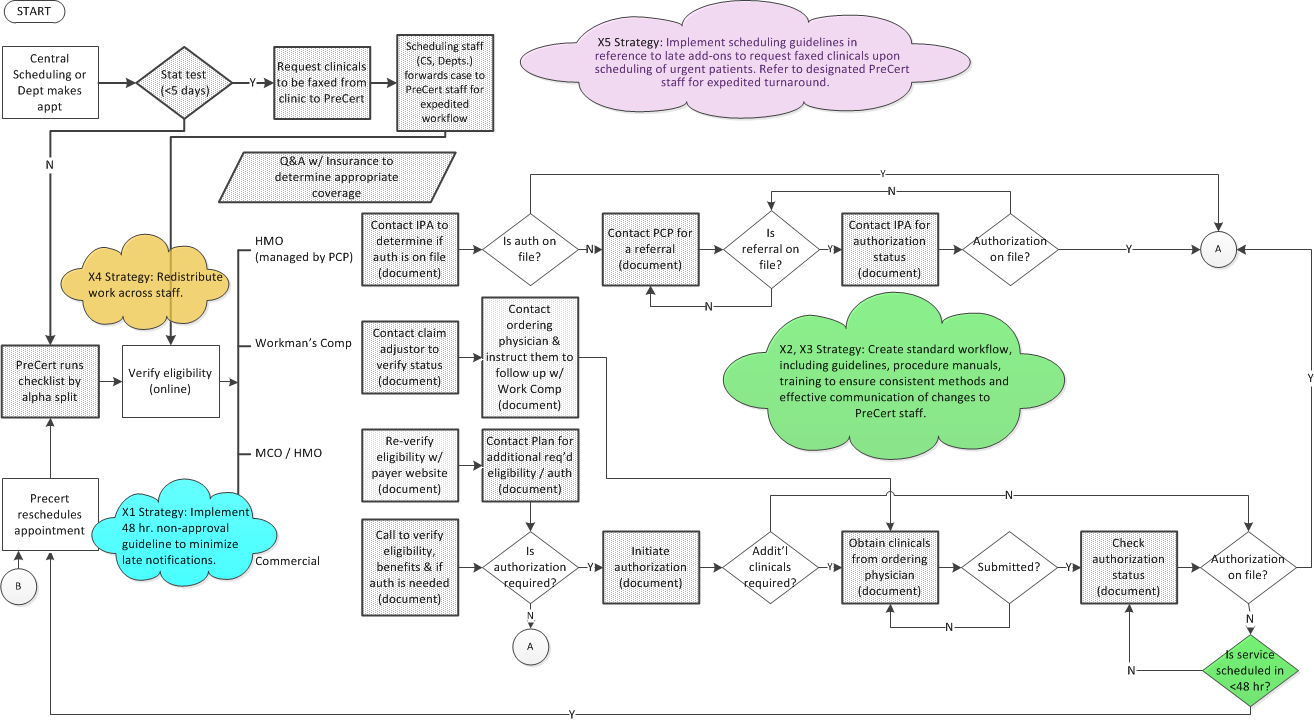 START
Central
Scheduling or
Dept makes
appt
Stat test
(<5 days)
Y
Request clinicals
to be faxed from
clinic to PreCert
Scheduling staff
(CS, Depts.)
forwards case to
PreCert staff for
expedited
workflow
X5 Strategy: Implement scheduling guidelines in
reference to late add-ons to request faxed clinicals upon
scheduling of urgent patients. Refer to designated PreCert
staff for expedited turnaround.
N
Q&A w/ Insurance to
determine appropriate
coverage
Y
N
HMO
(managed by PCP)
Contact IPA to
determine if
auth is on file
(document)
Is auth on
file?
N
Contact PCP for
a referral
(document)
Is
referral on
file?
Y
Contact IPA for
authorization
status
(document)
Authorization
on file?
Y
A
N
X4 Strategy: Redistribute
work across staff.
Workman's Comp
Contact claim
adjustor to
verify status
(document)
Contact
ordering
physician &
instruct them to
follow up w/
Work Comp
(document)
X2, X3 Strategy: Create standard workflow,
including guidelines, procedure manuals,
training to ensure consistent methods and
effective communication of changes to
PreCert staff.
Y
PreCert runs
checklist by
alpha split
Verify eligibility
(online)
MCO / HMO
Re-verify
eligibility w/
payer website
(document)
Contact Plan for
additional req'd
eligibility / auth
(document)
Precert
reschedules
appointment
X1 Strategy: Implement
48 hr. non-approval
guideline to minimize
late notifications.
N
B
Commercial
Call to verify
eligibility,
benefits & if
auth is needed
(document)
Is
authorization
required?
Y
Initiate
authorization
(document)
Addit'l
clinicals
required?
Y
Obtain clinicals
from ordering
physician
(document)
Submitted?
Y
Check
authorization
status
(document)
Authorization
on file?
N
N
N
A
Is service
scheduled in
<48 hr?
N
Y